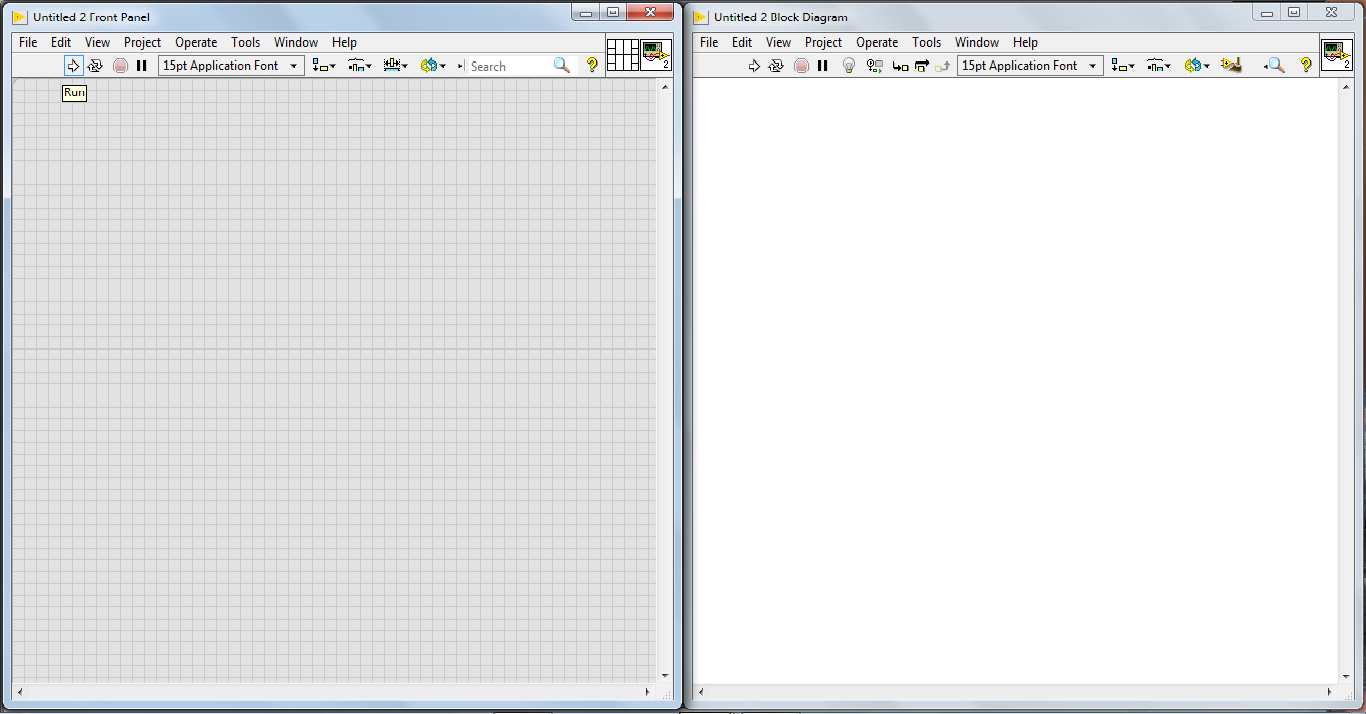 Untitled 2 Front Panel
File Edit View Project Operate Tools Window Help
15pt Application Font
Search
?
2
Run
Untitled 2 Block Diagram
File Edit View Project Operate Tools Window Help
15pt Application Font
?
2